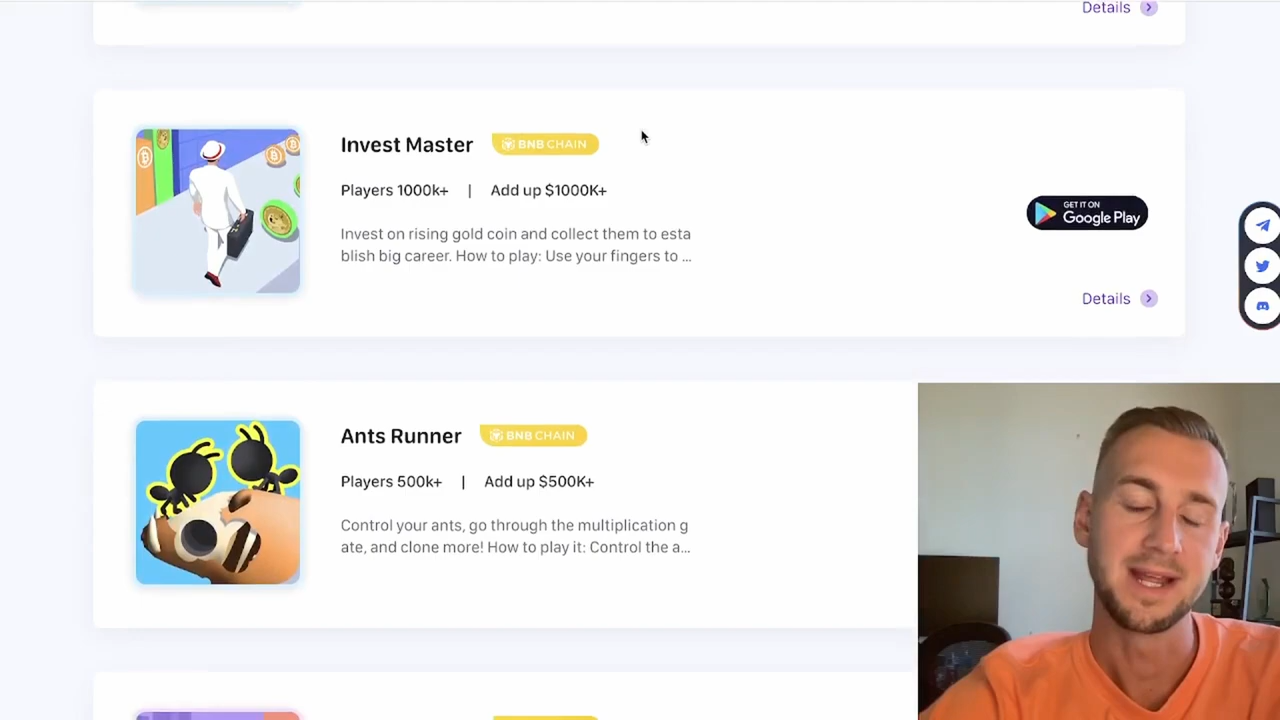 Details
Invest Master
BNB CHAIN
Players 1000k+ | Add up $1000K+
Invest on rising gold coin and collect them to esta
blish big career. How to play: Use your fingers to ...
GET IT ON
Google Play
Details
Ants Runner
BNB CHAIN
Players 500k+ | Add up $500K+
Control your ants, go through the multiplication g
ate, and clone more! How to play it: Control the a...